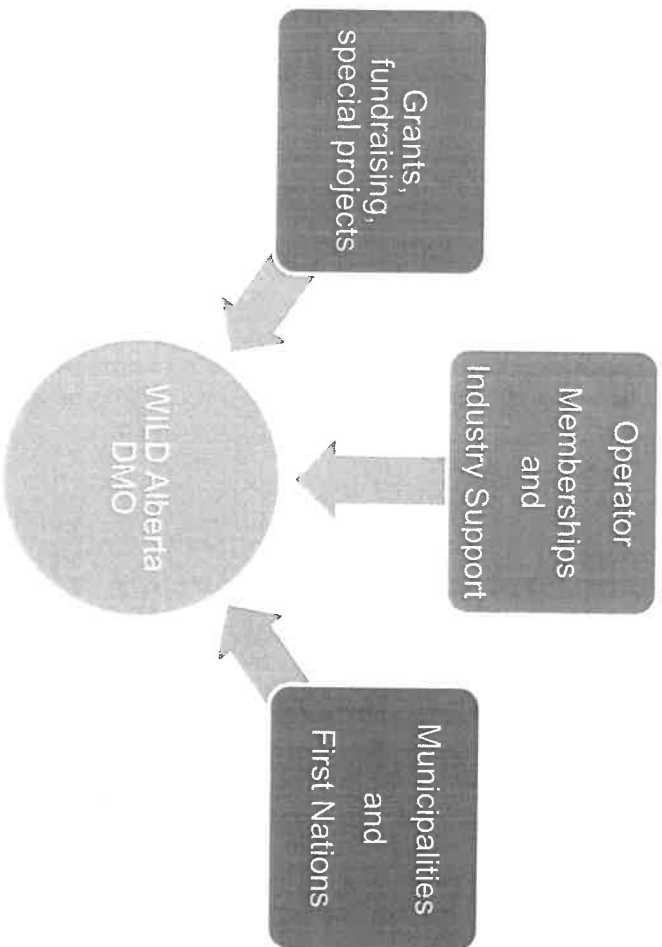 Grants,
fundraising,
special projects
Operator
Memberships
and
Industry Support
Municipalities
and
First Nations
WILD Alberta
DMO